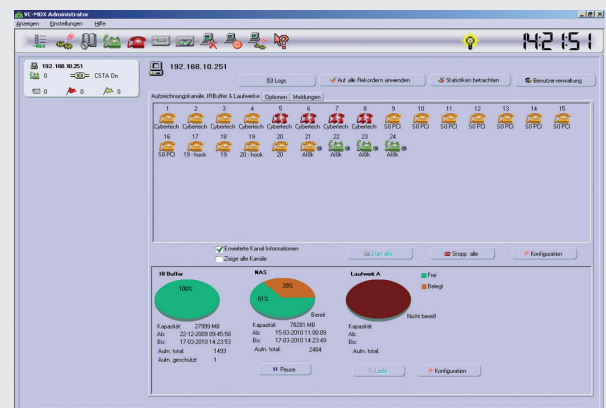 VC-MDX Administrator
Anzeigen Einstellungen Hilfe
14:21:51
192.168.10.251
0 CSTA On
0 0 0
192.168.10.251
Logs Auf alle Rekordern anwenden Statistiken betrachten Benutzerverwaltung
Aufzeichnungskanäle, IRBuffer & Laufwerke Optionen Meldungen
1 2 3 4 5 6 7 8 9 10 11 12 13 14 15
Cybertech Cybertech Cybertech Cybertech Cybertech Cybertech Cybertech Cybertech S0 PCI S0 PCI S0 PCI S0 PCI S0 PCI S0 PCI S0 PCI
16 17 18 19 20 21 22 23 24
S0 PCI 19 - hook 19 20 - hook 20
Erweiterte Kanal Informationen
Zeige alle Kanäle
Start alle Stopp alle Konfiguration
IR Buffer NAS Laufwerk A
Frei
Belegt
100%
38%
61%
Bereit
Nicht bereit!
Kapazität: 27999 MB
Ab: 22-12-2009 09:45:58
Bis: 17-03-2010 14:23:53
Aufn. total: 1493
Aufn. geschützt: 1
Kapazität: 78281 MB
Ab: 15-03-2010 11:00:09
Bis: 17-03-2010 14:23:49
Aufn. total: 2484
Kapazität:
Ab:
Bis:
Aufn. total:
Pause Lade Konfiguration